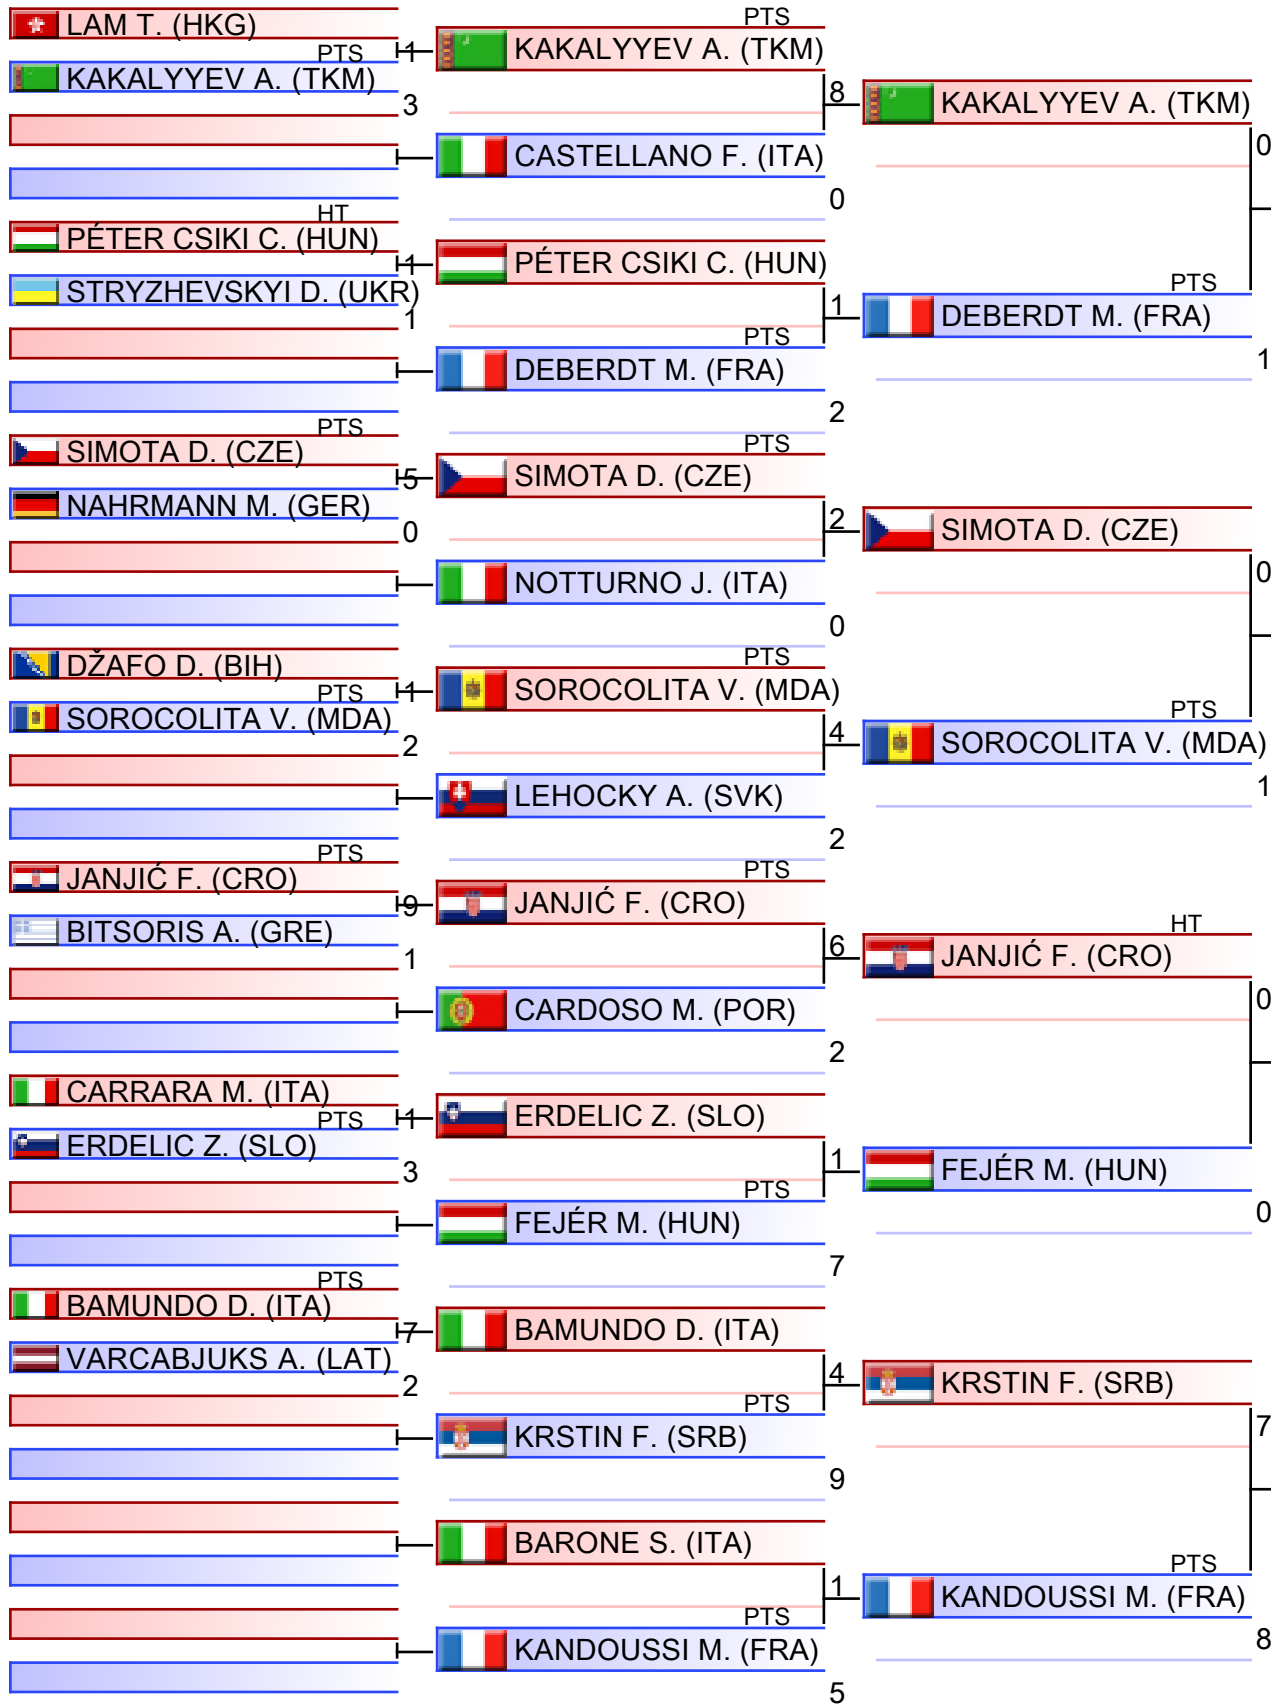 LAM T. (HKG)
PTS
1
KAKALYYEV A. (TKM)
3
HT
PÉTER CSIKI C. (HUN)
1
STRYZHEVSKYI D. (UKR)
1
PTS
SIMOTA D. (CZE)
5
NAHRMANN M. (GER)
0
DŽAFO D. (BIH)
PTS
1
SOROCOLITA V. (MDA)
2
PTS
JANJIĆ F. (CRO)
9
BITSORIS A. (GRE)
1
CARRARA M. (ITA)
PTS
1
ERDELIC Z. (SLO)
3
PTS
BAMUNDO D. (ITA)
7
VARCABJUKS A. (LAT)
2
PTS
KAKALYYEV A. (TKM)
8
CASTELLANO F. (ITA)
0
PÉTER CSIKI C. (HUN)
1
PTS
DEBERDT M. (FRA)
2
PTS
SIMOTA D. (CZE)
2
NOTTURNO J. (ITA)
0
PTS
SOROCOLITA V. (MDA)
4
LEHOCKY A. (SVK)
2
PTS
JANJIĆ F. (CRO)
6
CARDOSO M. (POR)
2
ERDELIC Z. (SLO)
1
PTS
FEJÉR M. (HUN)
7
BAMUNDO D. (ITA)
4
PTS
KRSTIN F. (SRB)
9
BARONE S. (ITA)
1
PTS
KANDOUSSI M. (FRA)
5
KAKALYYEV A. (TKM)
0
PTS
DEBERDT M. (FRA)
1
SIMOTA D. (CZE)
0
PTS
SOROCOLITA V. (MDA)
1
HT
JANJIĆ F. (CRO)
0
FEJÉR M. (HUN)
0
KRSTIN F. (SRB)
7
PTS
KANDOUSSI M. (FRA)
8